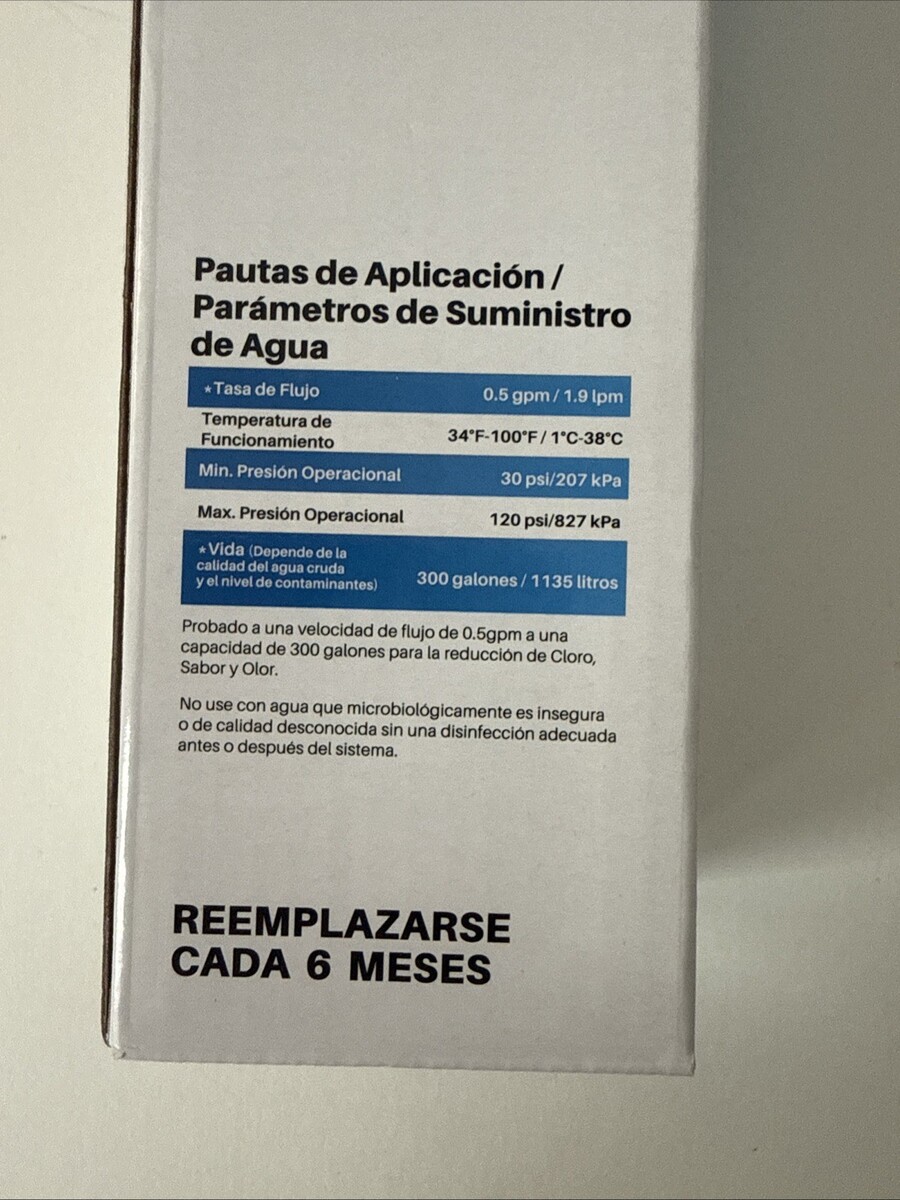 Pautas de Aplicación /
Parámetros de Suministro
de Agua
*Tasa de Flujo 0.5 gpm / 1.9 lpm
Temperatura de
Funcionamiento 34°F-100°F / 1°C-38°C
Min. Presión Operacional 30 psi/207 kPa
Max. Presión Operacional 120 psi/827 kPa
*Vida (Depende de la
calidad del agua cruda
y el nivel de contaminantes) 300 galones / 1135 litros
Probado a una velocidad de flujo de 0.5gpm a una
capacidad de 300 galones para la reducción de Cloro,
Sabor y Olor.
No use con agua que microbiológicamente es insegura
o de calidad desconocida sin una disinfección adecuada
antes o después del sistema.
REEMPLAZARSE
CADA 6 MESES